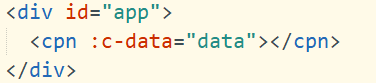 <div id="app">
  <cpn :c-data="data"></cpn>
</div>